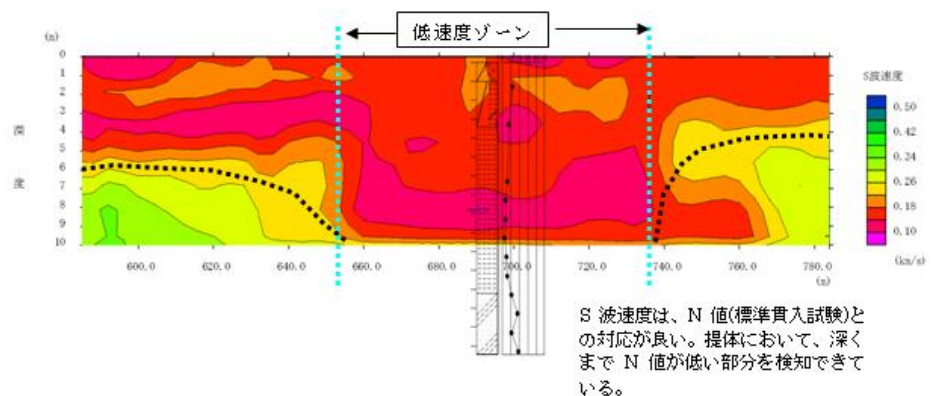 低速度ゾーン
(m)
0
1
2
3
4
5
6
7
8
9
10
深
度
600.0
620.0
640.0
660.0
680.0
700.0
720.0
740.0
760.0
780.0
(m)
S波速度
0.50
0.42
0.34
0.26
0.18
0.10
(km/s)
S 波速度は、N 値(標準貫入試験)と
の対応が良い。提体において、深く
まで N 値が低い部分を検知できて
いる。